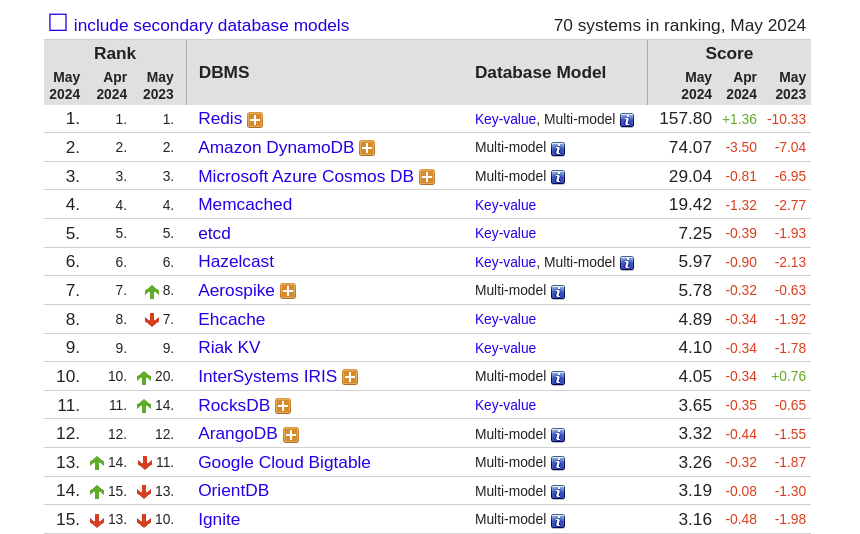 include secondary database models 70 systems in ranking, May 2024
Rank DBMS Database Model Score
May 2024 Apr 2024 May 2023 May 2024 Apr 2024 May 2023
1. 1. 1. Redis Key-value, Multi-model 157.80 +1.36 -10.33
2. 2. 2. Amazon DynamoDB Multi-model 74.07 -3.50 -7.04
3. 3. 3. Microsoft Azure Cosmos DB Multi-model 29.04 -0.81 -6.95
4. 4. 4. Memcached Key-value 19.42 -1.32 -2.77
5. 5. 5. etcd Key-value 7.25 -0.39 -1.93
6. 6. 6. Hazelcast Key-value, Multi-model 5.97 -0.90 -2.13
7. 7. 8. Aerospike Multi-model 5.78 -0.32 -0.63
8. 8. 7. Ehcache Key-value 4.89 -0.34 -1.92
9. 9. 9. Riak KV Key-value 4.10 -0.34 -1.78
10. 10. 20. InterSystems IRIS Multi-model 4.05 -0.34 +0.76
11. 11. 14. RocksDB Key-value 3.65 -0.35 -0.65
12. 12. 12. ArangoDB Multi-model 3.32 -0.44 -1.55
13. 14. 11. Google Cloud Bigtable Multi-model 3.26 -0.32 -1.87
14. 15. 13. OrientDB Multi-model 3.19 -0.08 -1.30
15. 13. 10. Ignite Multi-model 3.16 -0.48 -1.98